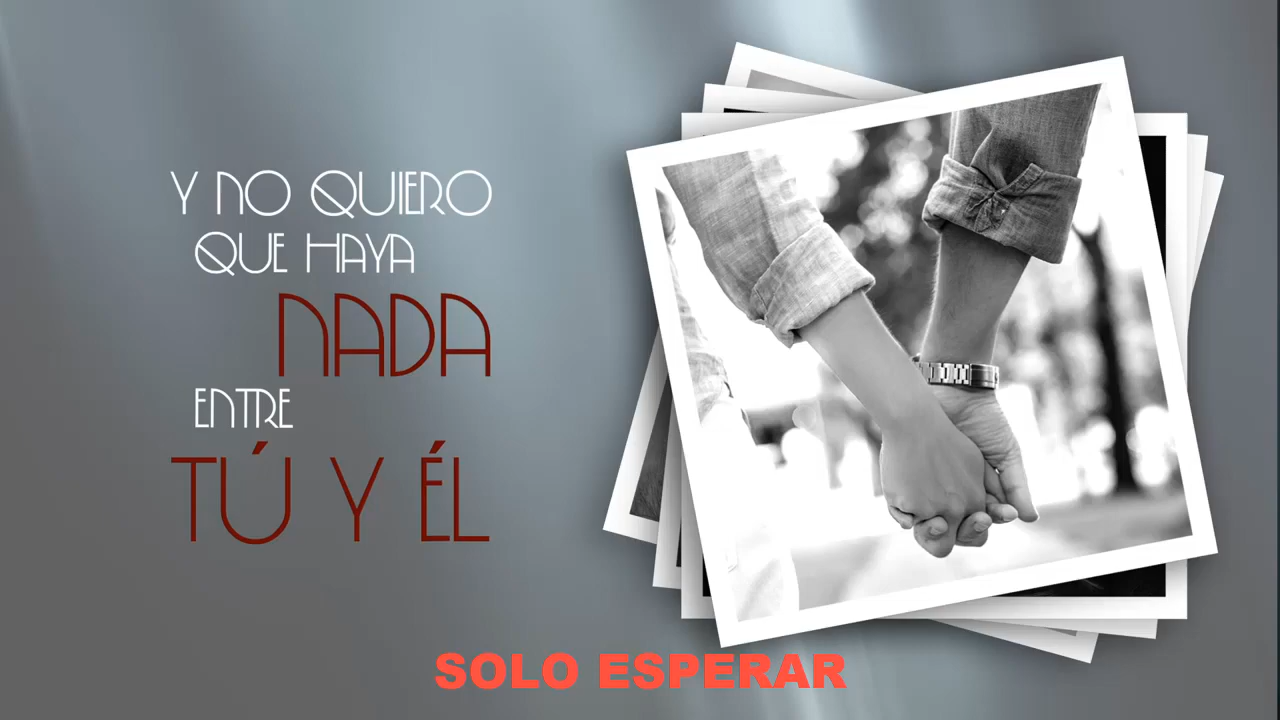 Y NO QUIERO
QUE HAYA
NADA
ENTRE
TÚ Y ÉL
SOLO ESPERAR